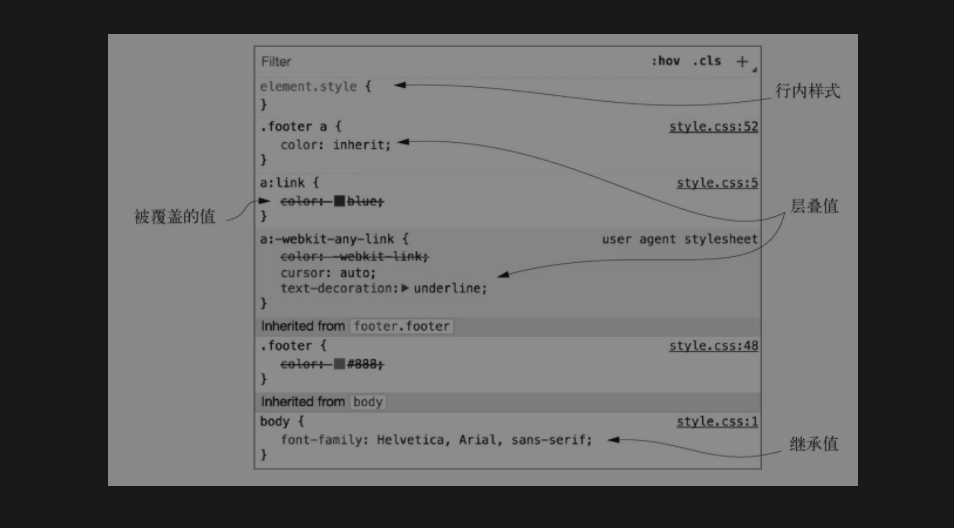 Filter :hov .cls +
element.style {
行内样式
}
.footer a { style.css:52
color: inherit;
}
a:link { style.css:5
层叠值
color: blue;
被覆盖的值
}
a:-webkit-any-link { user agent stylesheet
color: -webkit-link;
cursor: auto;
text-decoration: underline;
}
Inherited from footer.footer
.footer { style.css:48
color: #888;
}
Inherited from body
body { style.css:1
font-family: Helvetica, Arial, sans-serif;
继承值
}